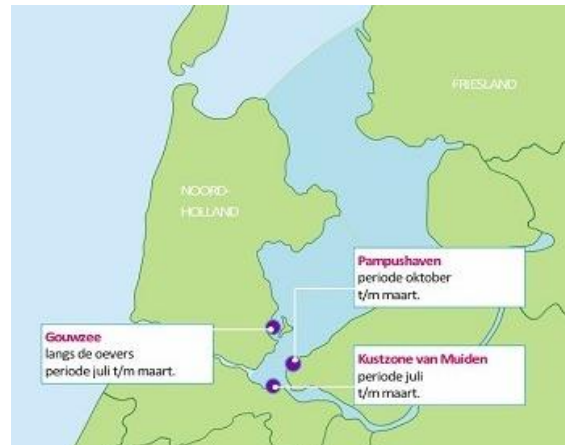 FRIESLAND
NOORD-
HOLLAND
Pampushaven
periode oktober
t/m maart.
Gouwzee
langs de oevers
periode juli t/m maart.
Kustzone van Muiden
periode juli
t/m maart.